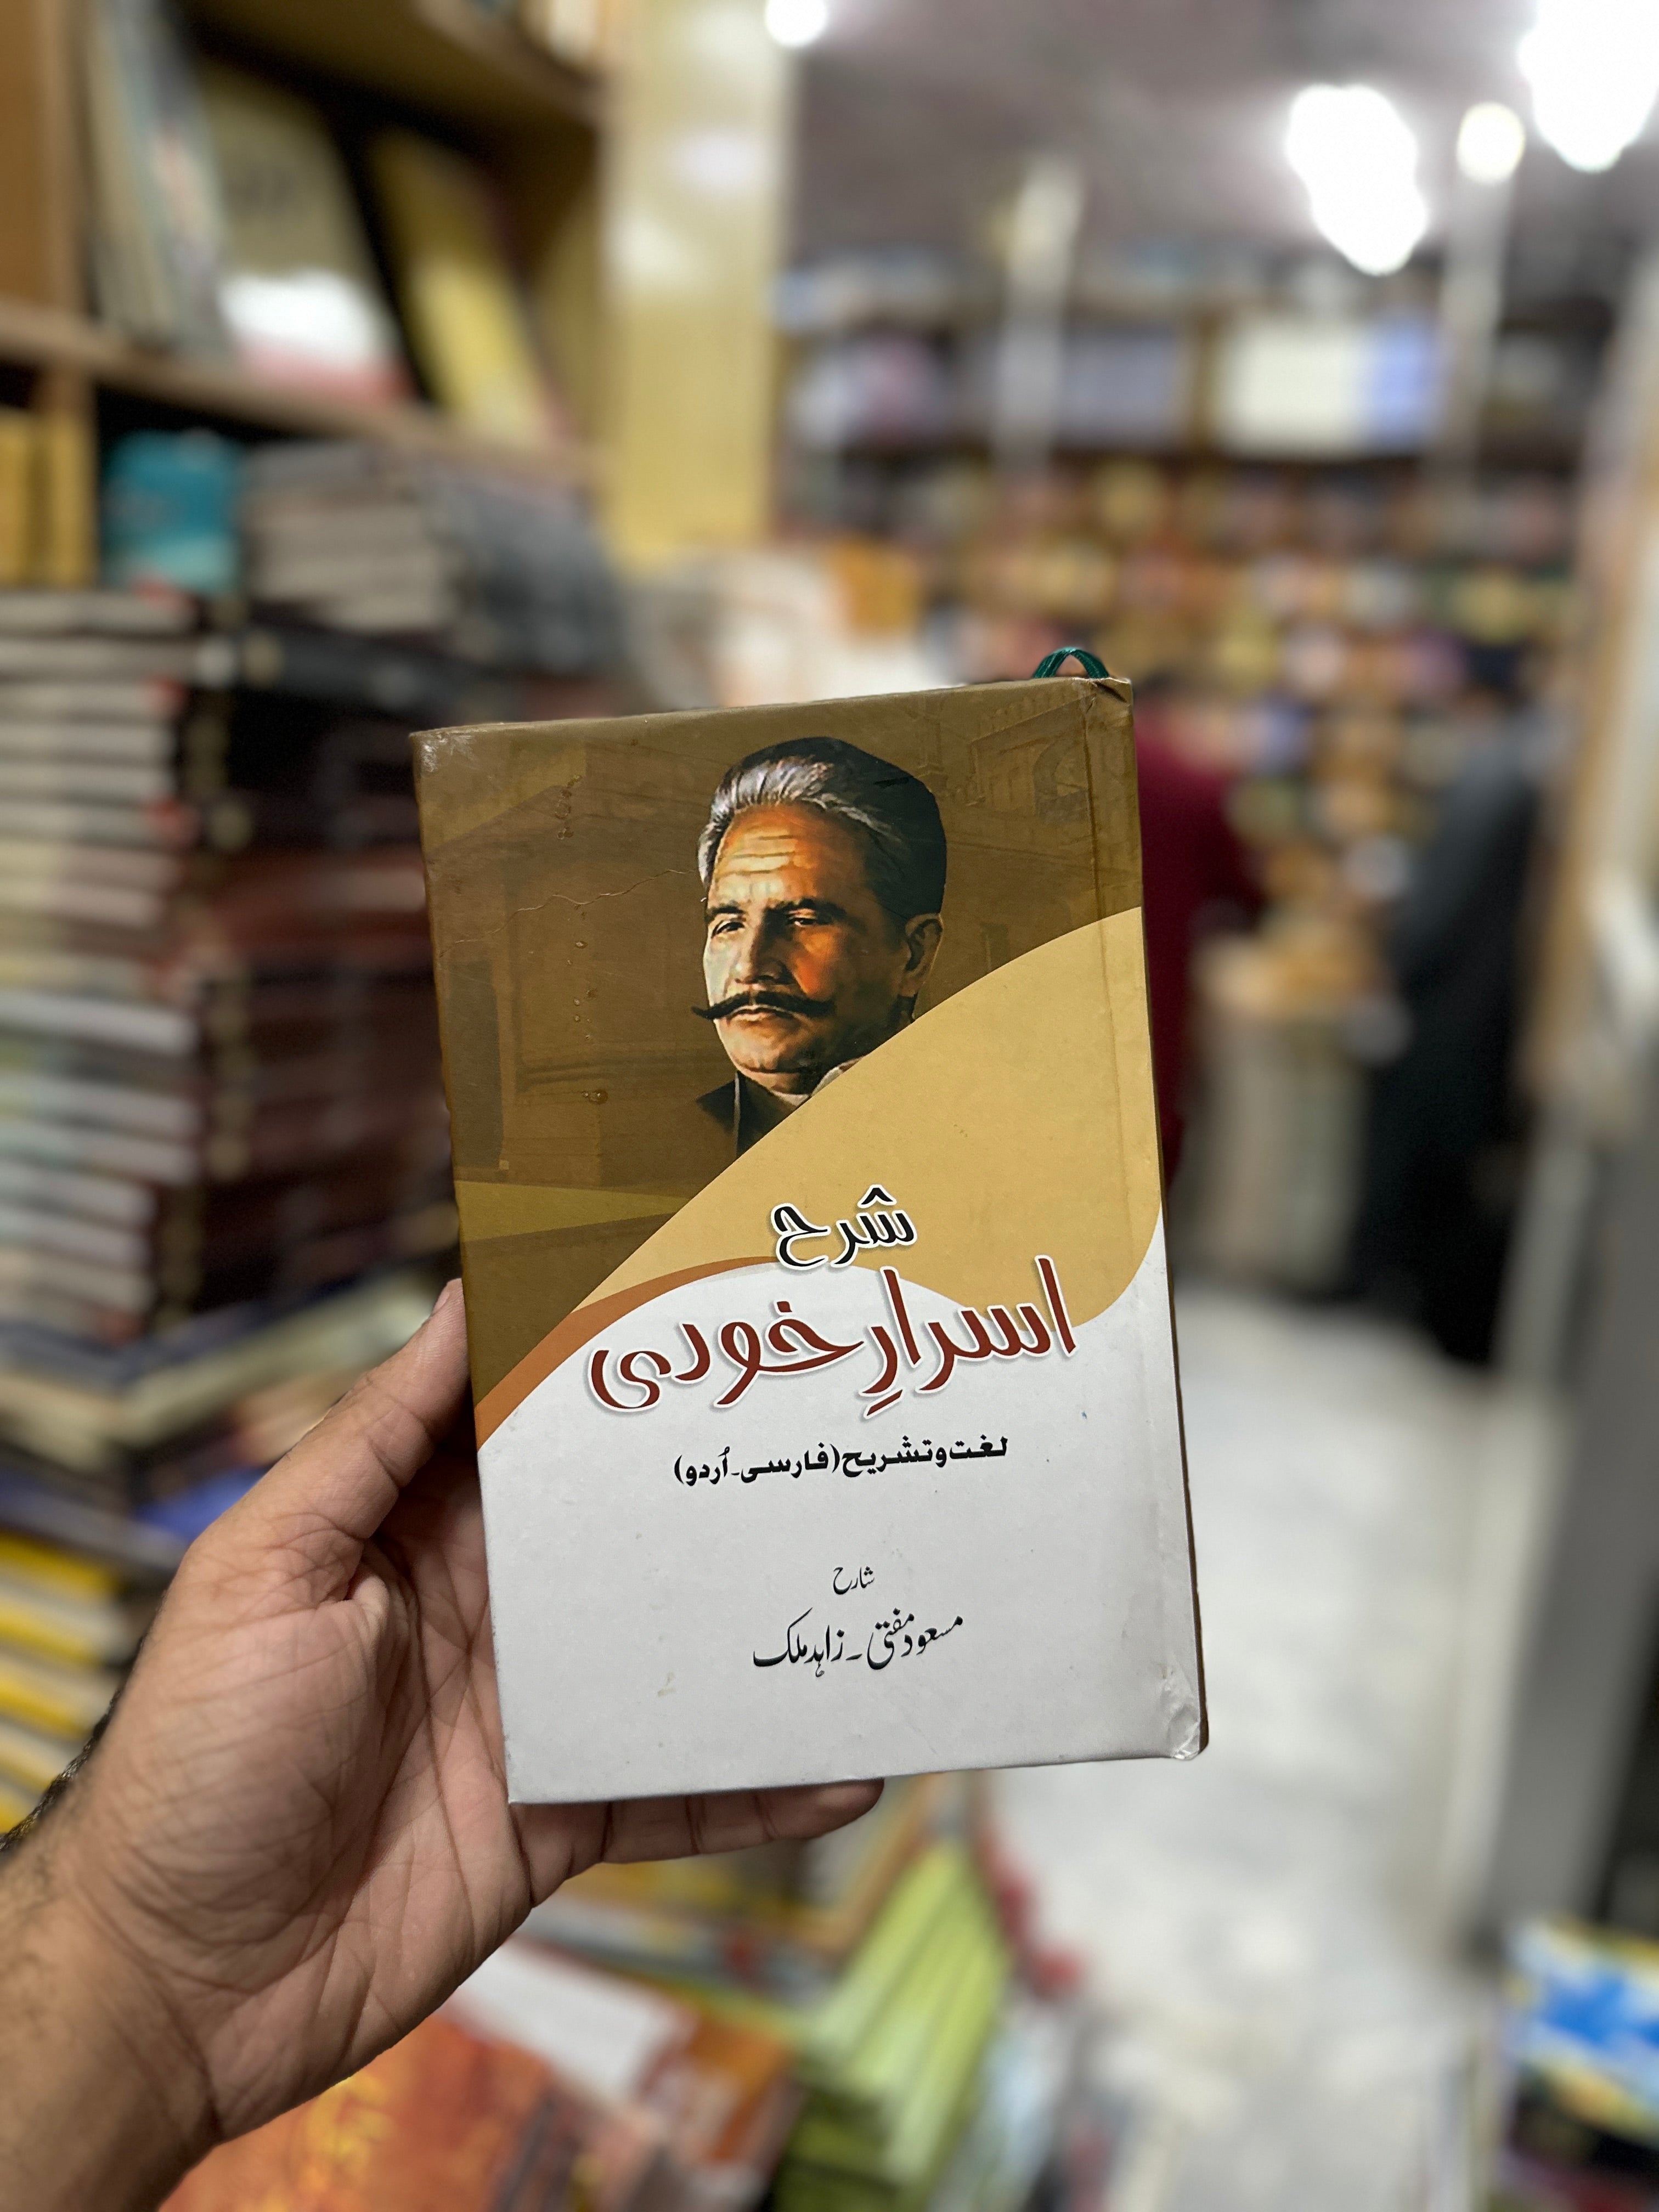 شرح
اسرارِ خودی
لغت و تشریح (فارسی ۔ اُردو)
شارح
مسعود مفتی ۔ زاہد ملک